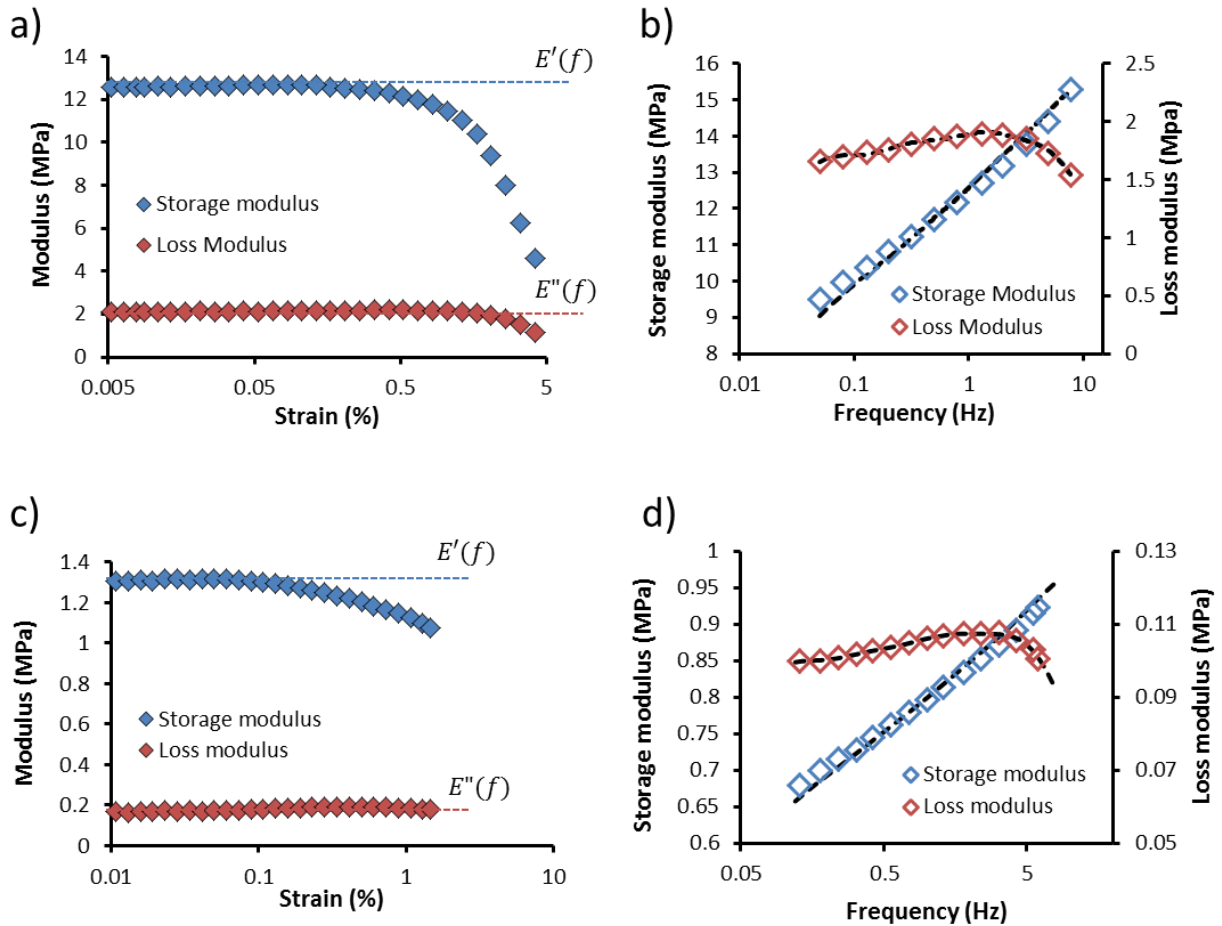 a)
Modulus (MPa)
14
12
10
8
6
4
2
0
E′(f)
Storage modulus
Loss Modulus
E"(f)
0.005
0.05
0.5
5
Strain (%)
b)
Storage modulus (MPa)
16
15
14
13
12
11
10
9
8
Storage Modulus
Loss Modulus
2.5
2
1.5
1
0.5
0
Loss modulus (Mpa)
0.01
0.1
1
10
Frequency (Hz)
c)
Modulus (MPa)
1.4
1.2
1
0.8
0.6
0.4
0.2
0
E′(f)
Storage modulus
Loss modulus
E"(f)
0.01
0.1
1
10
Strain (%)
d)
Storage modulus (MPa)
1
0.95
0.9
0.85
0.8
0.75
0.7
0.65
0.6
Storage modulus
Loss modulus
0.13
0.11
0.09
0.07
0.05
Loss modulus (MPa)
0.05
0.5
5
Frequency (Hz)